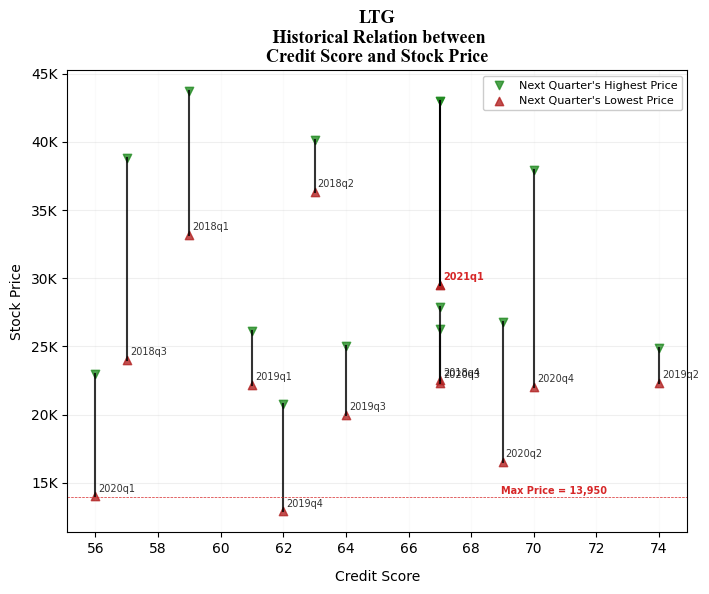 LTG
Historical Relation between
Credit Score and Stock Price
Next Quarter's Highest Price
Next Quarter's Lowest Price
45K
40K
35K
30K
25K
20K
15K
Stock Price
2018q2
2018q1
2021q1
2018q3
2019q1
2018q4
2020q3
2020q4
2019q2
2019q3
2020q2
2020q1
Max Price = 13,950
2019q4
56 58 60 62 64 66 68 70 72 74
Credit Score